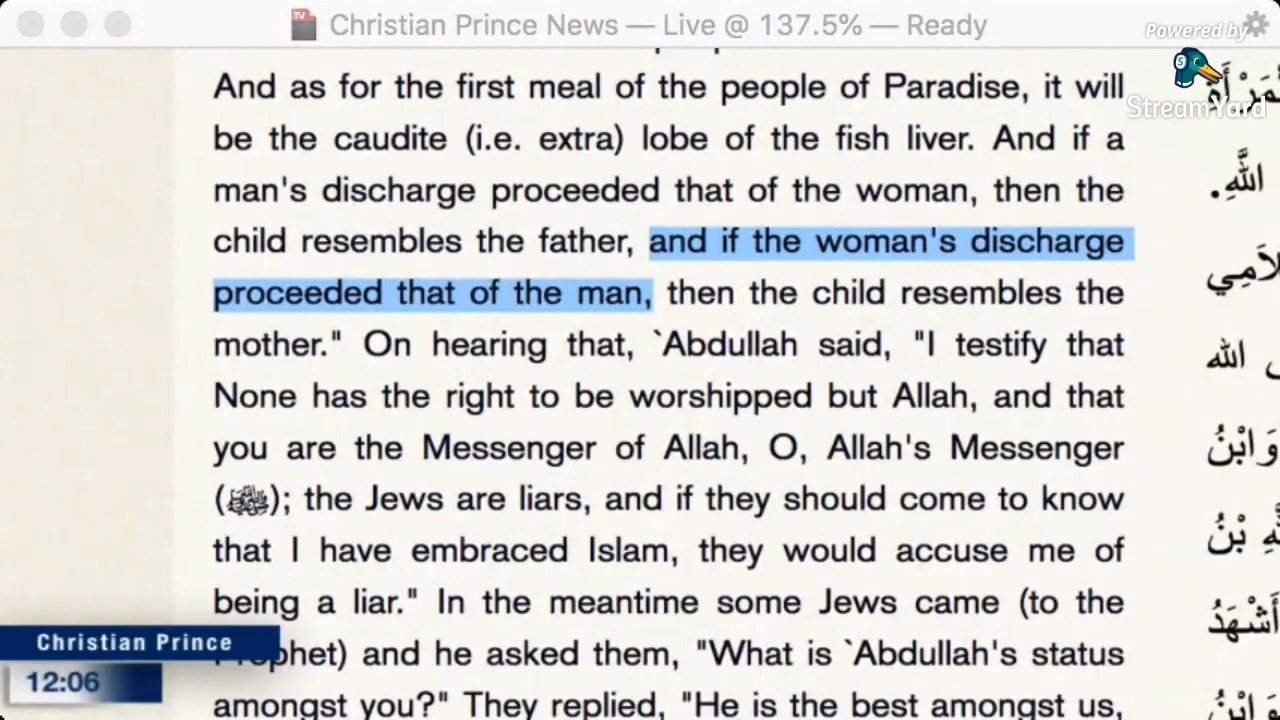 Christian Prince News — Live @ 137.5% — Ready
Powered by
StreamYard
And as for the first meal of the people of Paradise, it will
be the caudite (i.e. extra) lobe of the fish liver. And if a
man's discharge proceeded that of the woman, then the
child resembles the father, and if the woman's discharge
proceeded that of the man, then the child resembles the
mother." On hearing that, `Abdullah said, "I testify that
None has the right to be worshipped but Allah, and that
you are the Messenger of Allah, O, Allah's Messenger
(ﷺ); the Jews are liars, and if they should come to know
that I have embraced Islam, they would accuse me of
being a liar." In the meantime some Jews came (to the
Prophet) and he asked them, "What is `Abdullah's status
amongst you?" They replied, "He is the best amongst us,
اللَّهِ.
الله
وَابْنُ
بْنُ
وَابْنُ
Christian Prince
12:06